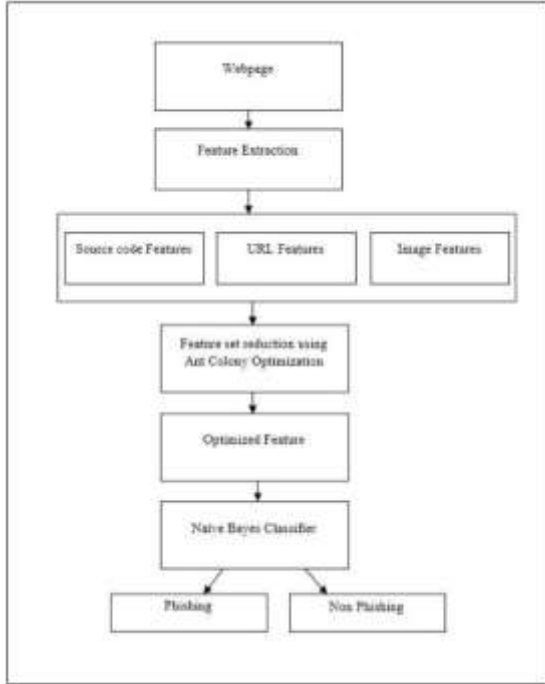 Webpage
Feature Extraction
Source code Features
URL Features
Image Features
Feature set reduction using
Ant Colony Optimization
Optimized Feature
Naive Bayes Classifier
Phishing
Non Phishing